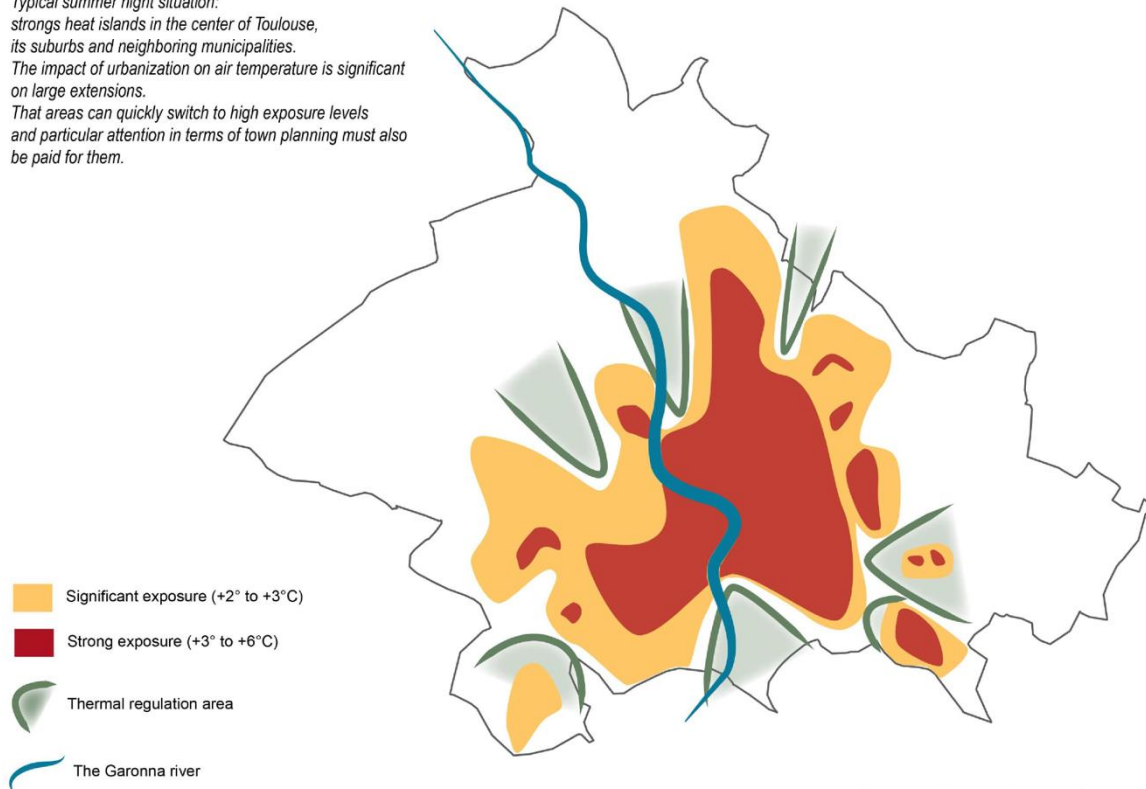 Typical summer night situation:
strongs heat islands in the center of Toulouse,
its suburbs and neighboring municipalities.
The impact of urbanization on air temperature is significant
on large extensions.
That areas can quickly switch to high exposure levels
and particular attention in terms of town planning must also
be paid for them.
Significant exposure (+2° to +3°C)
Strong exposure (+3° to +6°C)
Thermal regulation area
The Garonna river